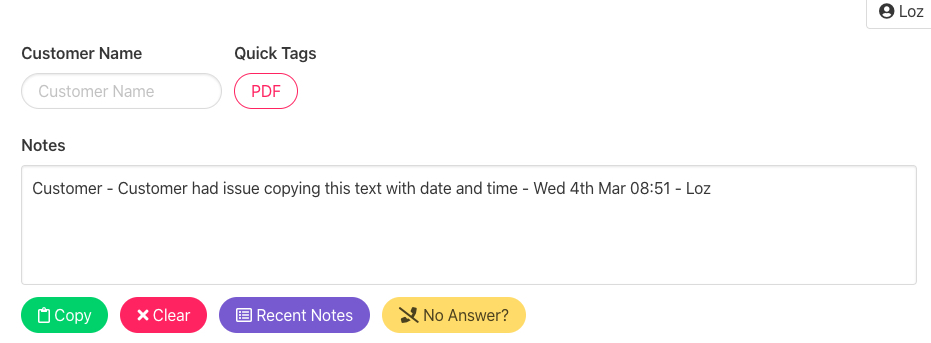 Loz
Customer Name
Quick Tags
Customer Name
PDF
Notes
Customer - Customer had issue copying this text with date and time - Wed 4th Mar 08:51 - Loz
Copy
Clear
Recent Notes
No Answer?